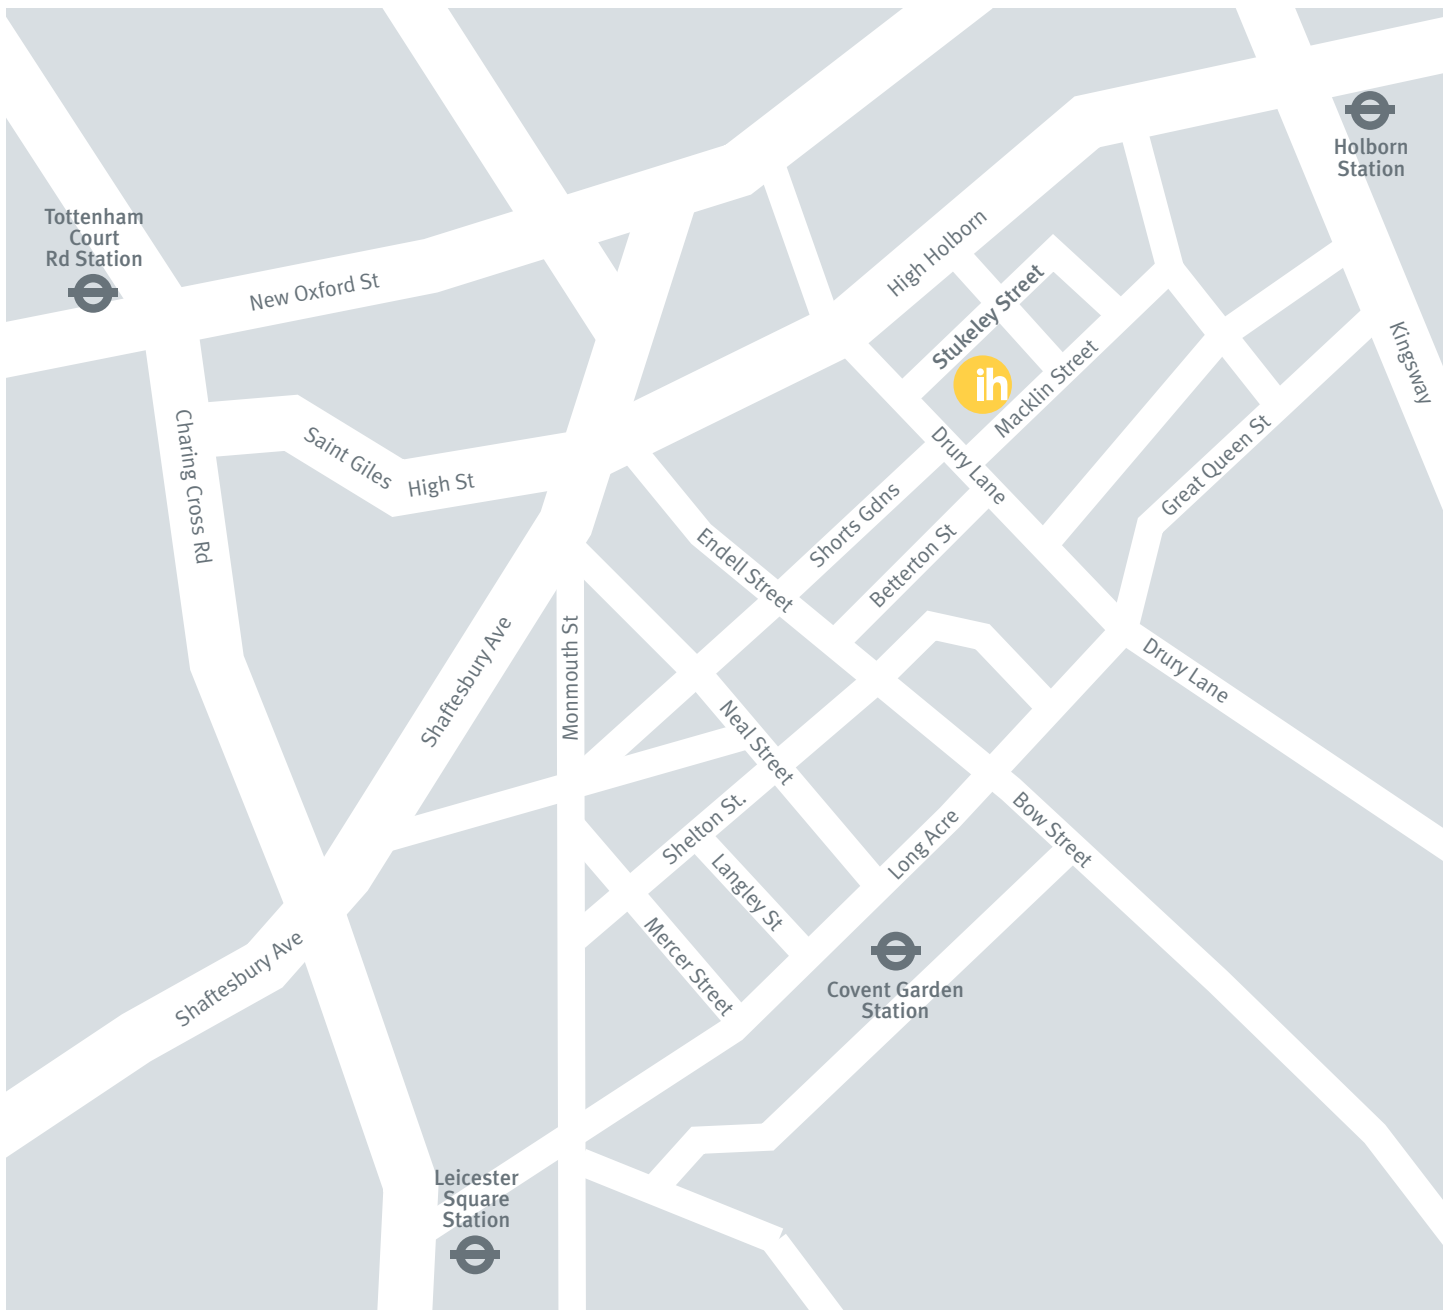 Holborn
Station
Tottenham
Court
Rd Station
High Holborn
New Oxford St
Stukeley Street
Kingsway
ih
Macklin Street
Charing Cross Rd
Saint Giles
High St
Drury Lane
Great Queen St
Shorts Gdns
Betterton St
Endell Street
Shaftesbury Ave
Monmouth St
Drury Lane
Neal Street
Shelton St.
Long Acre
Bow Street
Langley St
Mercer Street
Shaftesbury Ave
Covent Garden
Station
Leicester
Square
Station